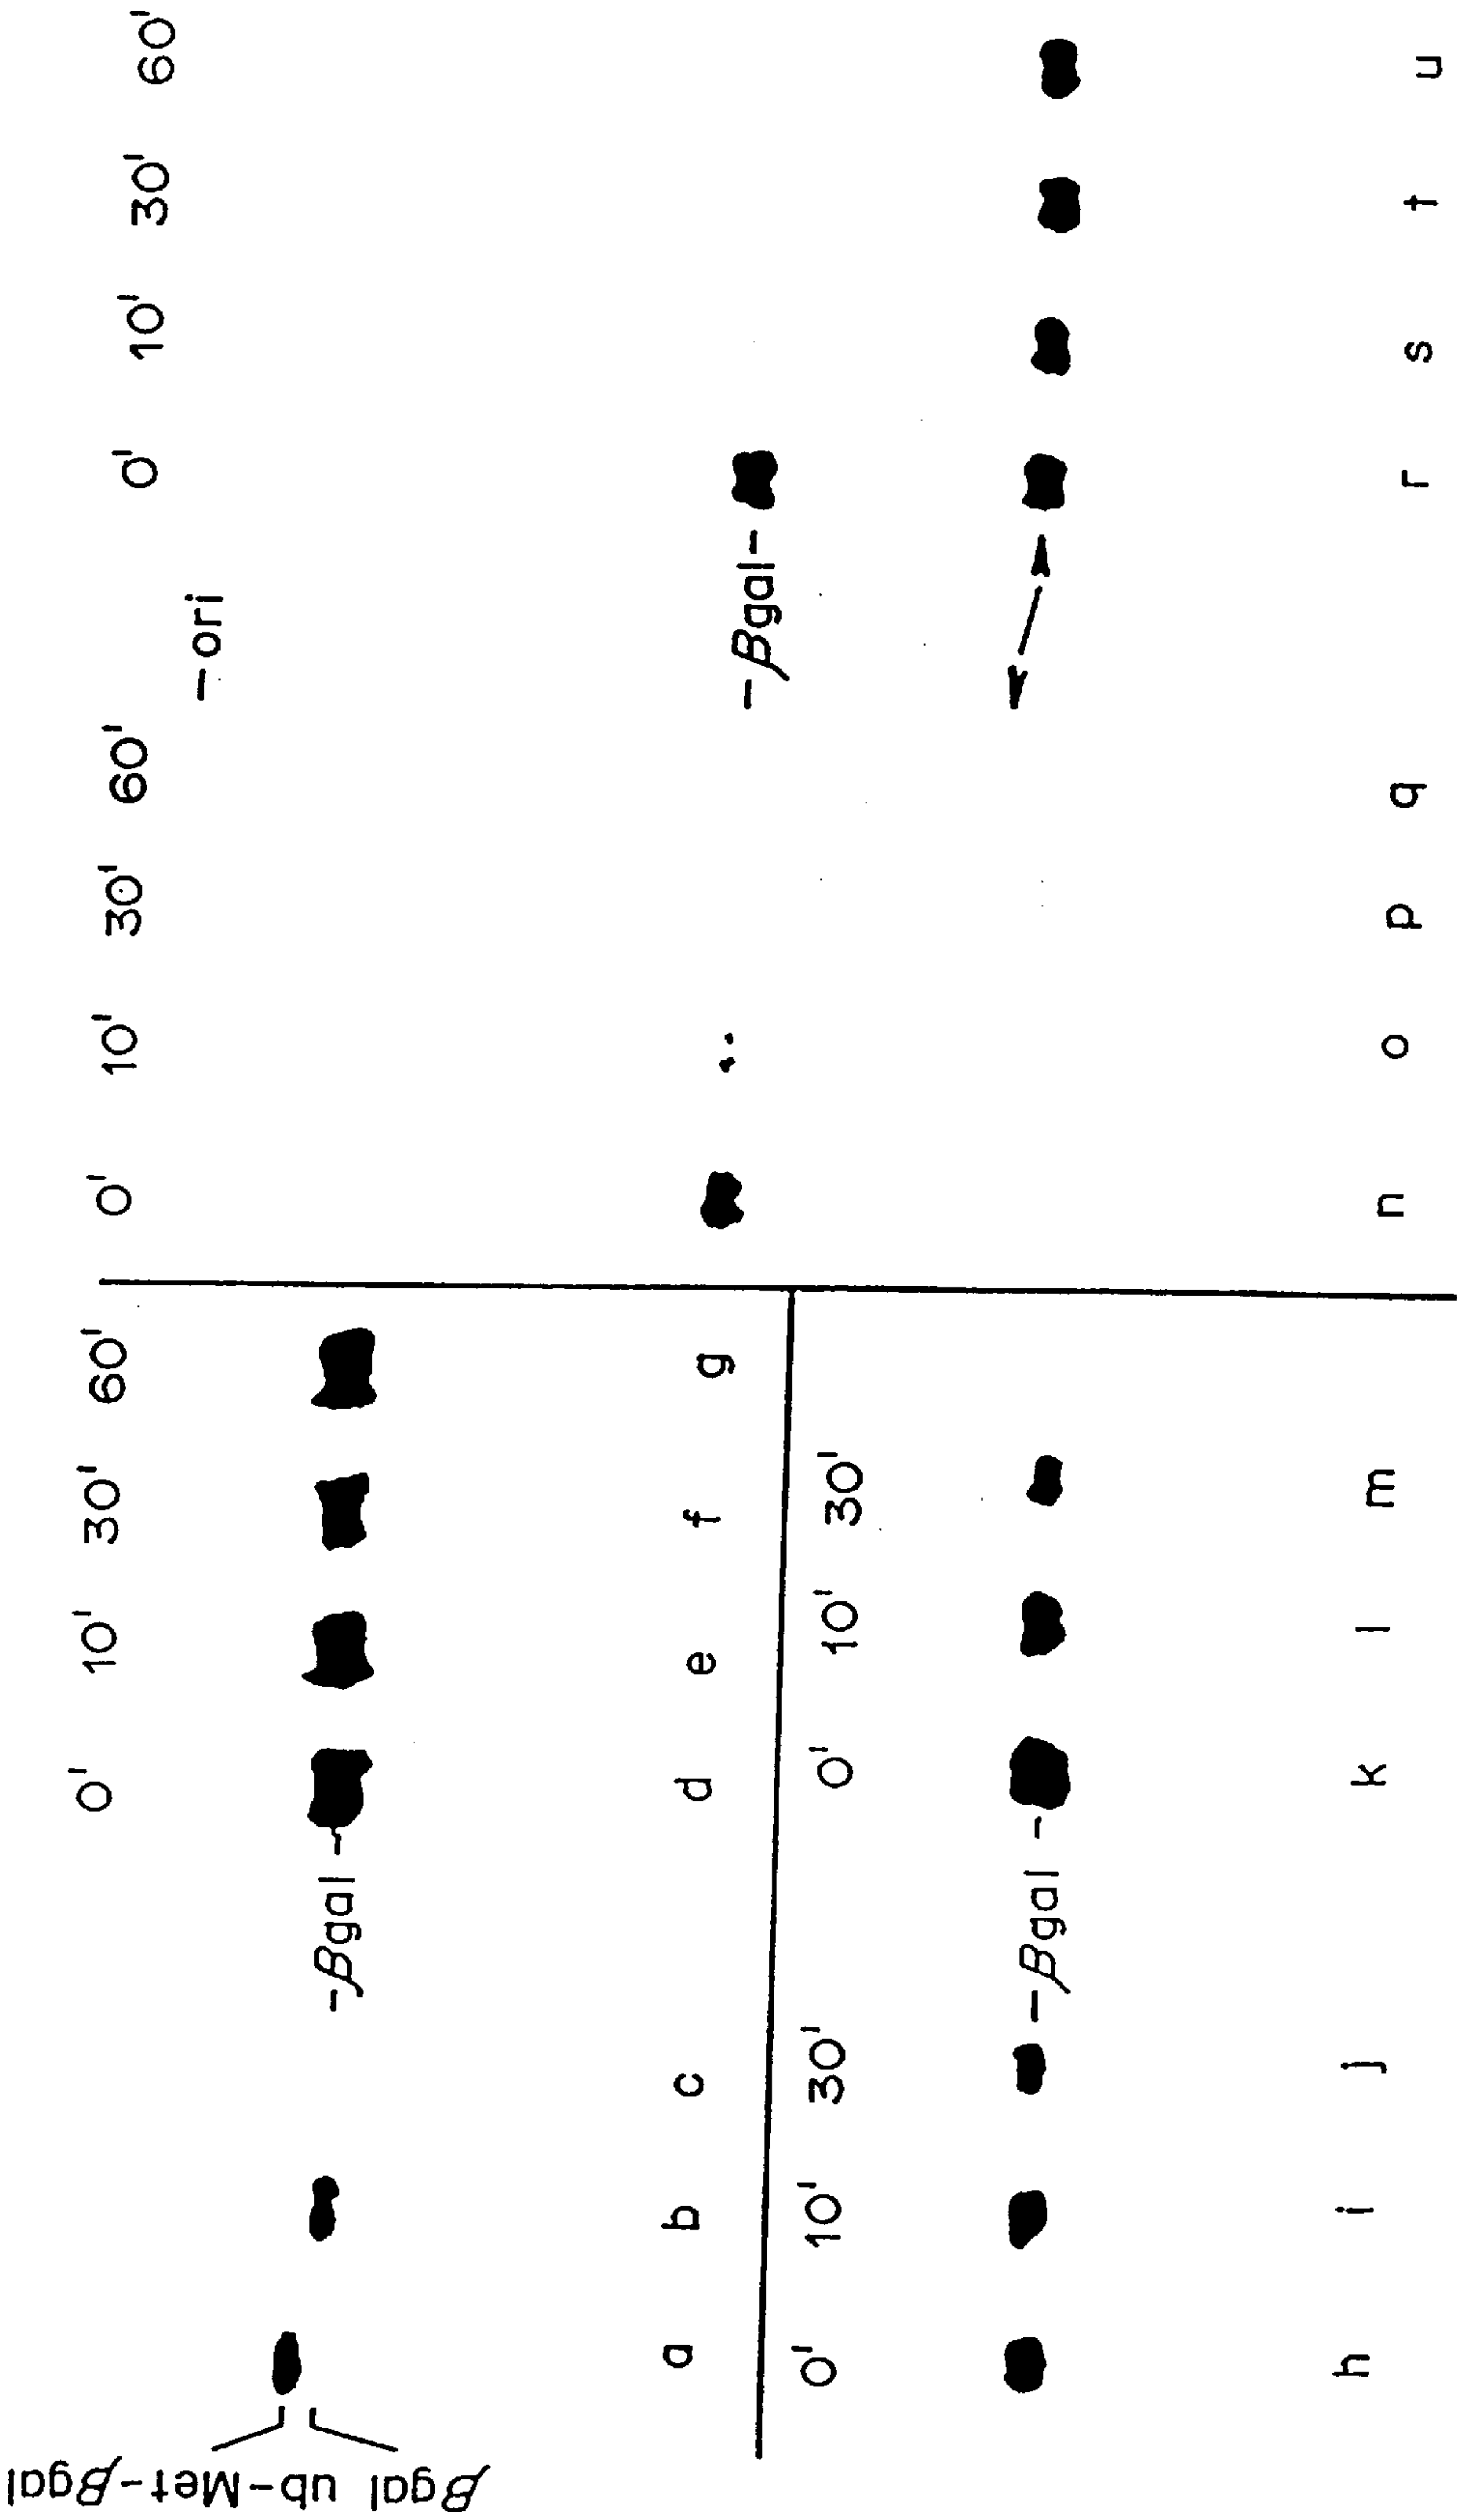 0' 10' 30' 60'
ub-Met-βgal
βgal
-βgal-
a b c d e f g
0' 10' 30' 0' 10' 30'
-βgal-
h i j k l m
0' 10' 30' 60' 0' 10' 30' 60'
-ori
-βgal-
n o p q r s t u